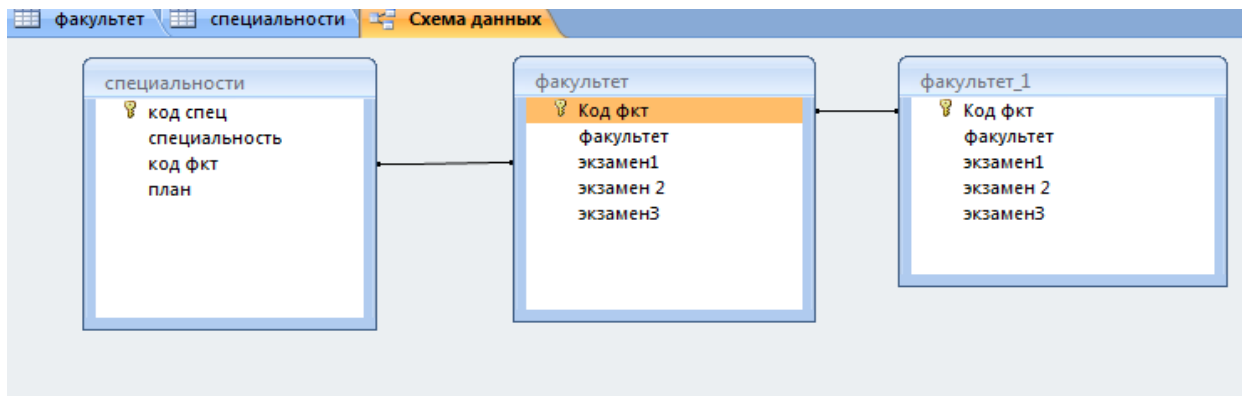 факультет специальности Схема данных
специальности
код спец
специальность
код фкт
план
факультет
Код фкт
факультет
экзамен1
экзамен 2
экзамен3
факультет_1
Код фкт
факультет
экзамен1
экзамен 2
экзамен3